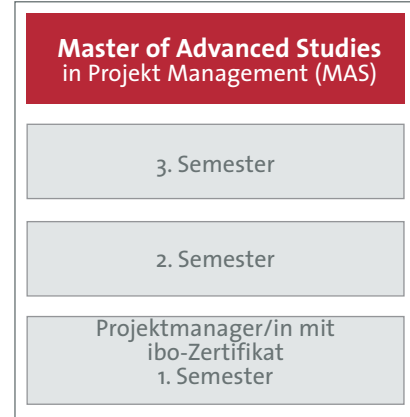 Master of Advanced Studies
in Projekt Management (MAS)
3. Semester
2. Semester
Projektmanager/in mit
ibo-Zertifikat
1. Semester